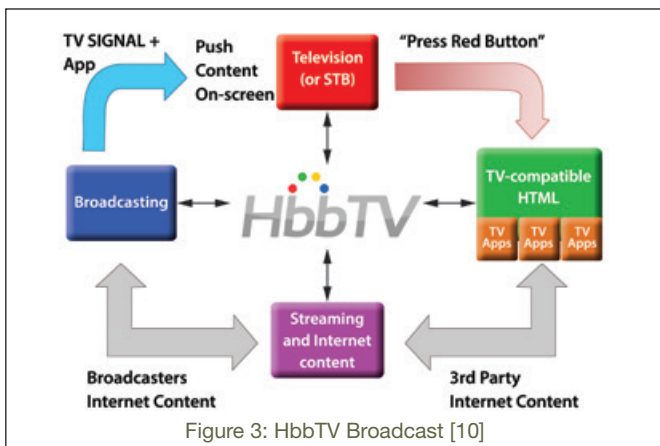 TV SIGNAL +
App
Push
Content
On-screen
Television
(or STB)
“Press Red Button”
Broadcasting
HbbTV
TV-compatible
HTML
TV
Apps
TV
Apps
TV
Apps
Streaming
and Internet
content
Broadcasters
Internet Content
3rd Party
Internet Content
Figure 3: HbbTV Broadcast [10]